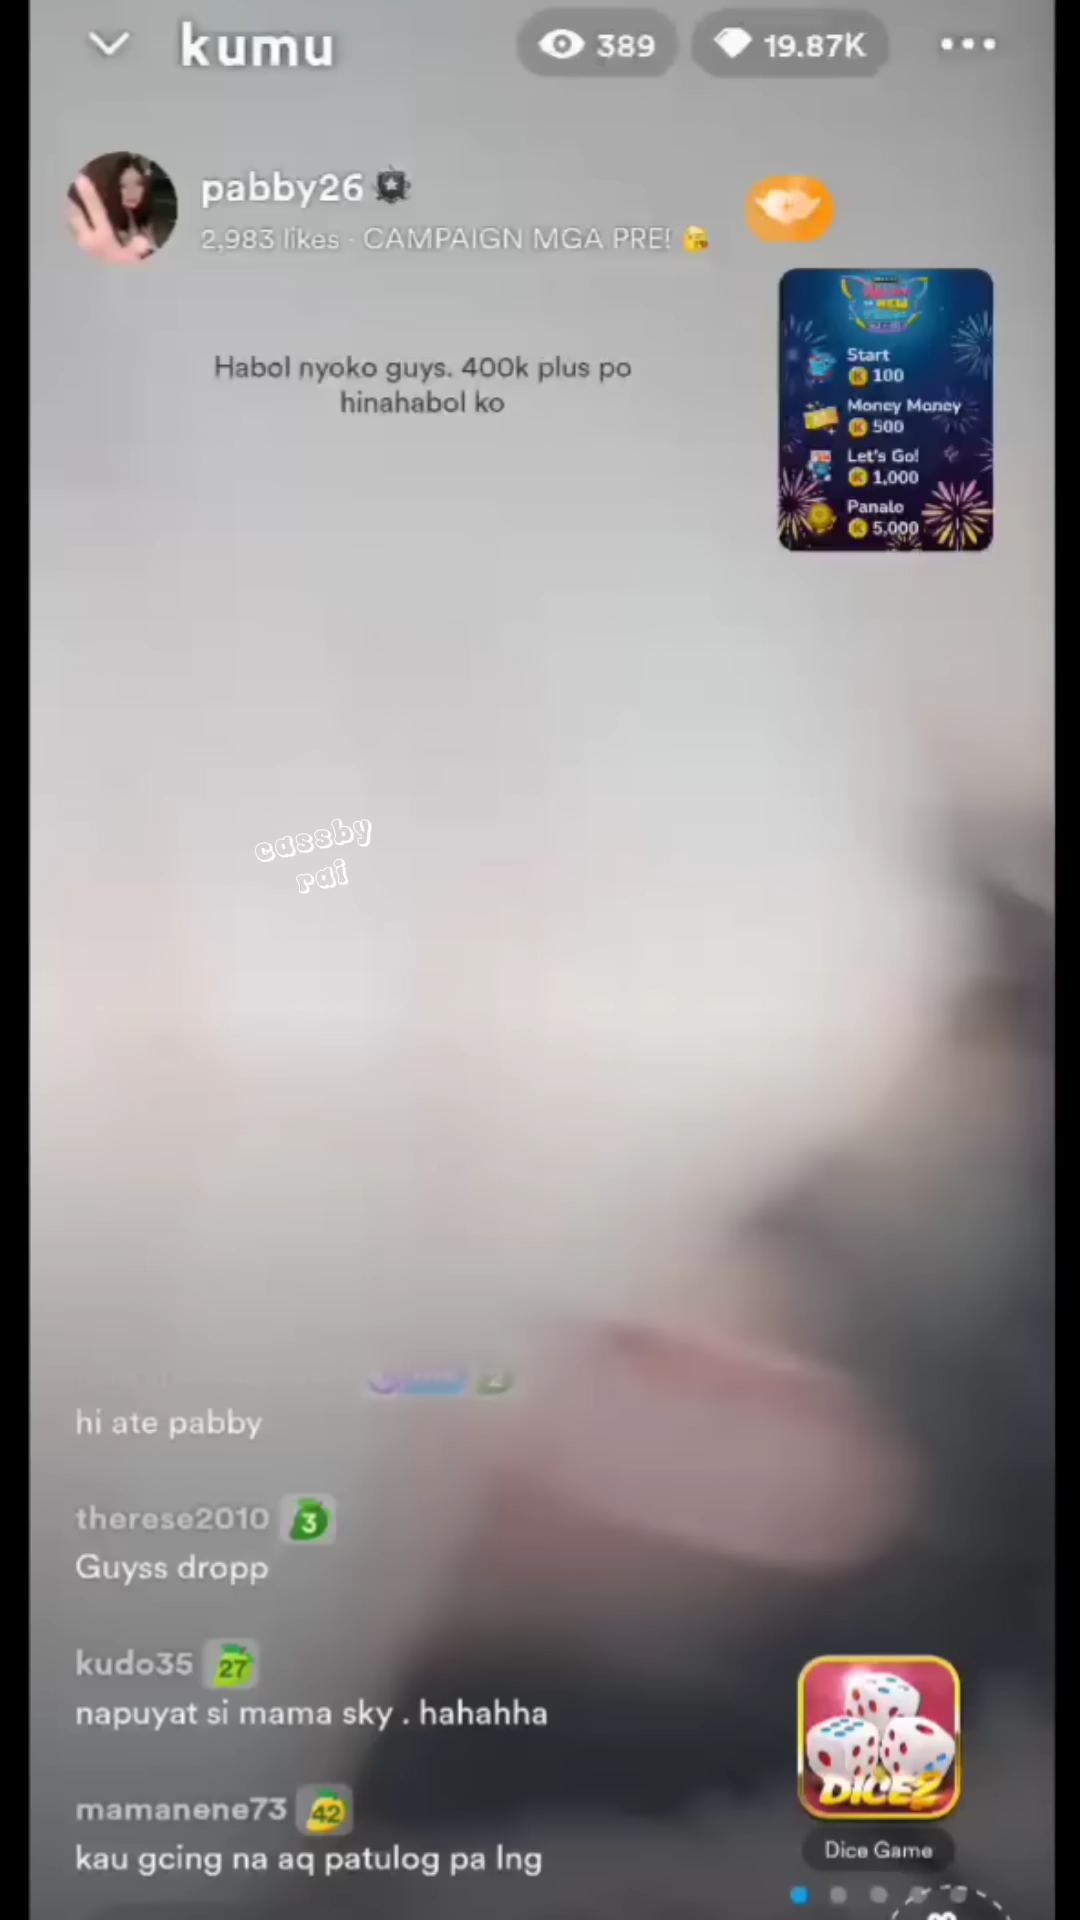 kumu
389
19.87K
pabby26
2,983 likes · CAMPAIGN MGA PRE! 😘
Start
100
Habol nyoko guys. 400k plus po
hinahabol ko
Money Money
500
Let's Go!
1,000
Panalo
5,000
cassby
rai
2
hi ate pabby
therese2010 3
Guyss dropp
kudo35 27
napuyat si mama sky . hahahha
mamanene73 42
kau gcing na aq patulog pa lng
DICE2
Dice Game